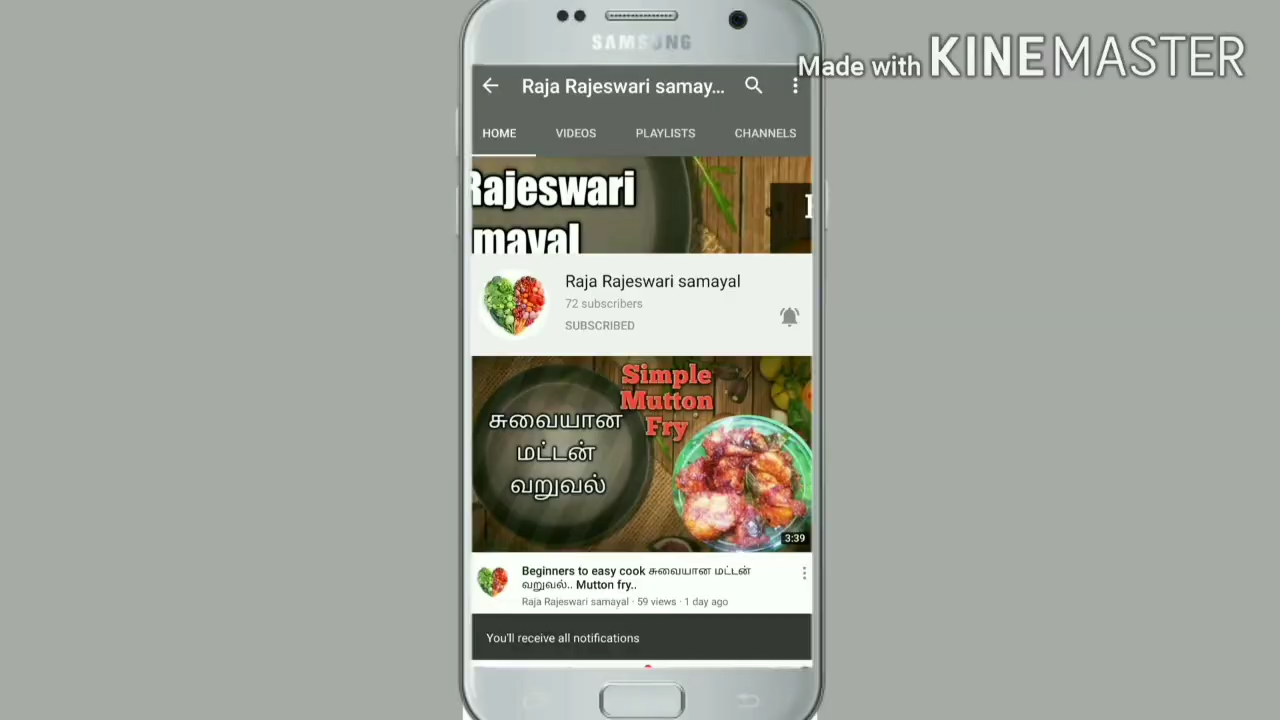 SAMSUNG
Made with KINEMASTER
Raja Rajeswari samay...
HOME VIDEOS PLAYLISTS CHANNELS
Rajeswari
Raja Rajeswari samayal
72 subscribers
SUBSCRIBED
Simple
Mutton
Fry
சுவையான
மட்டன்
வறுவல்
3:39
Beginners to easy cook சுவையான மட்டன்
வறுவல்.. Mutton fry..
Raja Rajeswari samayal · 59 views · 1 day ago
You'll receive all notifications